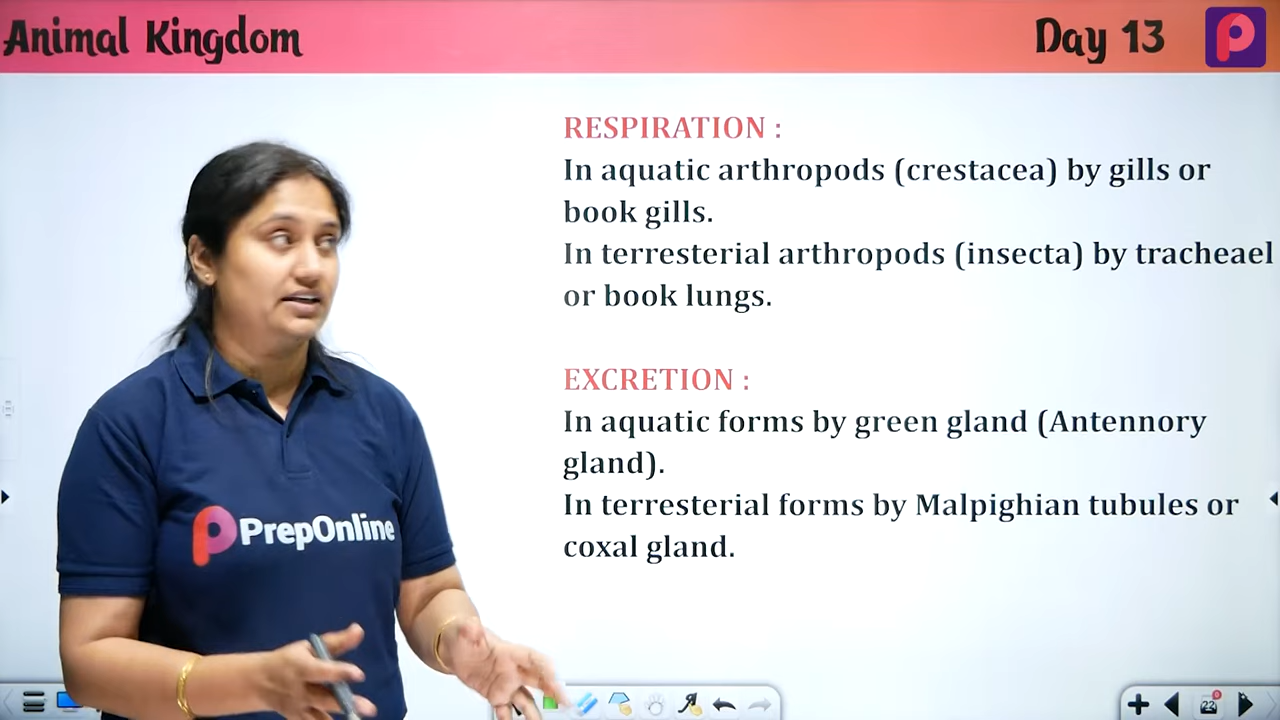 Animal Kingdom
Day 13
RESPIRATION :
In aquatic arthropods (crestacea) by gills or
book gills.
In terresterial arthropods (insecta) by tracheael
or book lungs.
EXCRETION :
In aquatic forms by green gland (Antennory
gland).
In terresterial forms by Malpighian tubules or
coxal gland.
PrepOnline
22